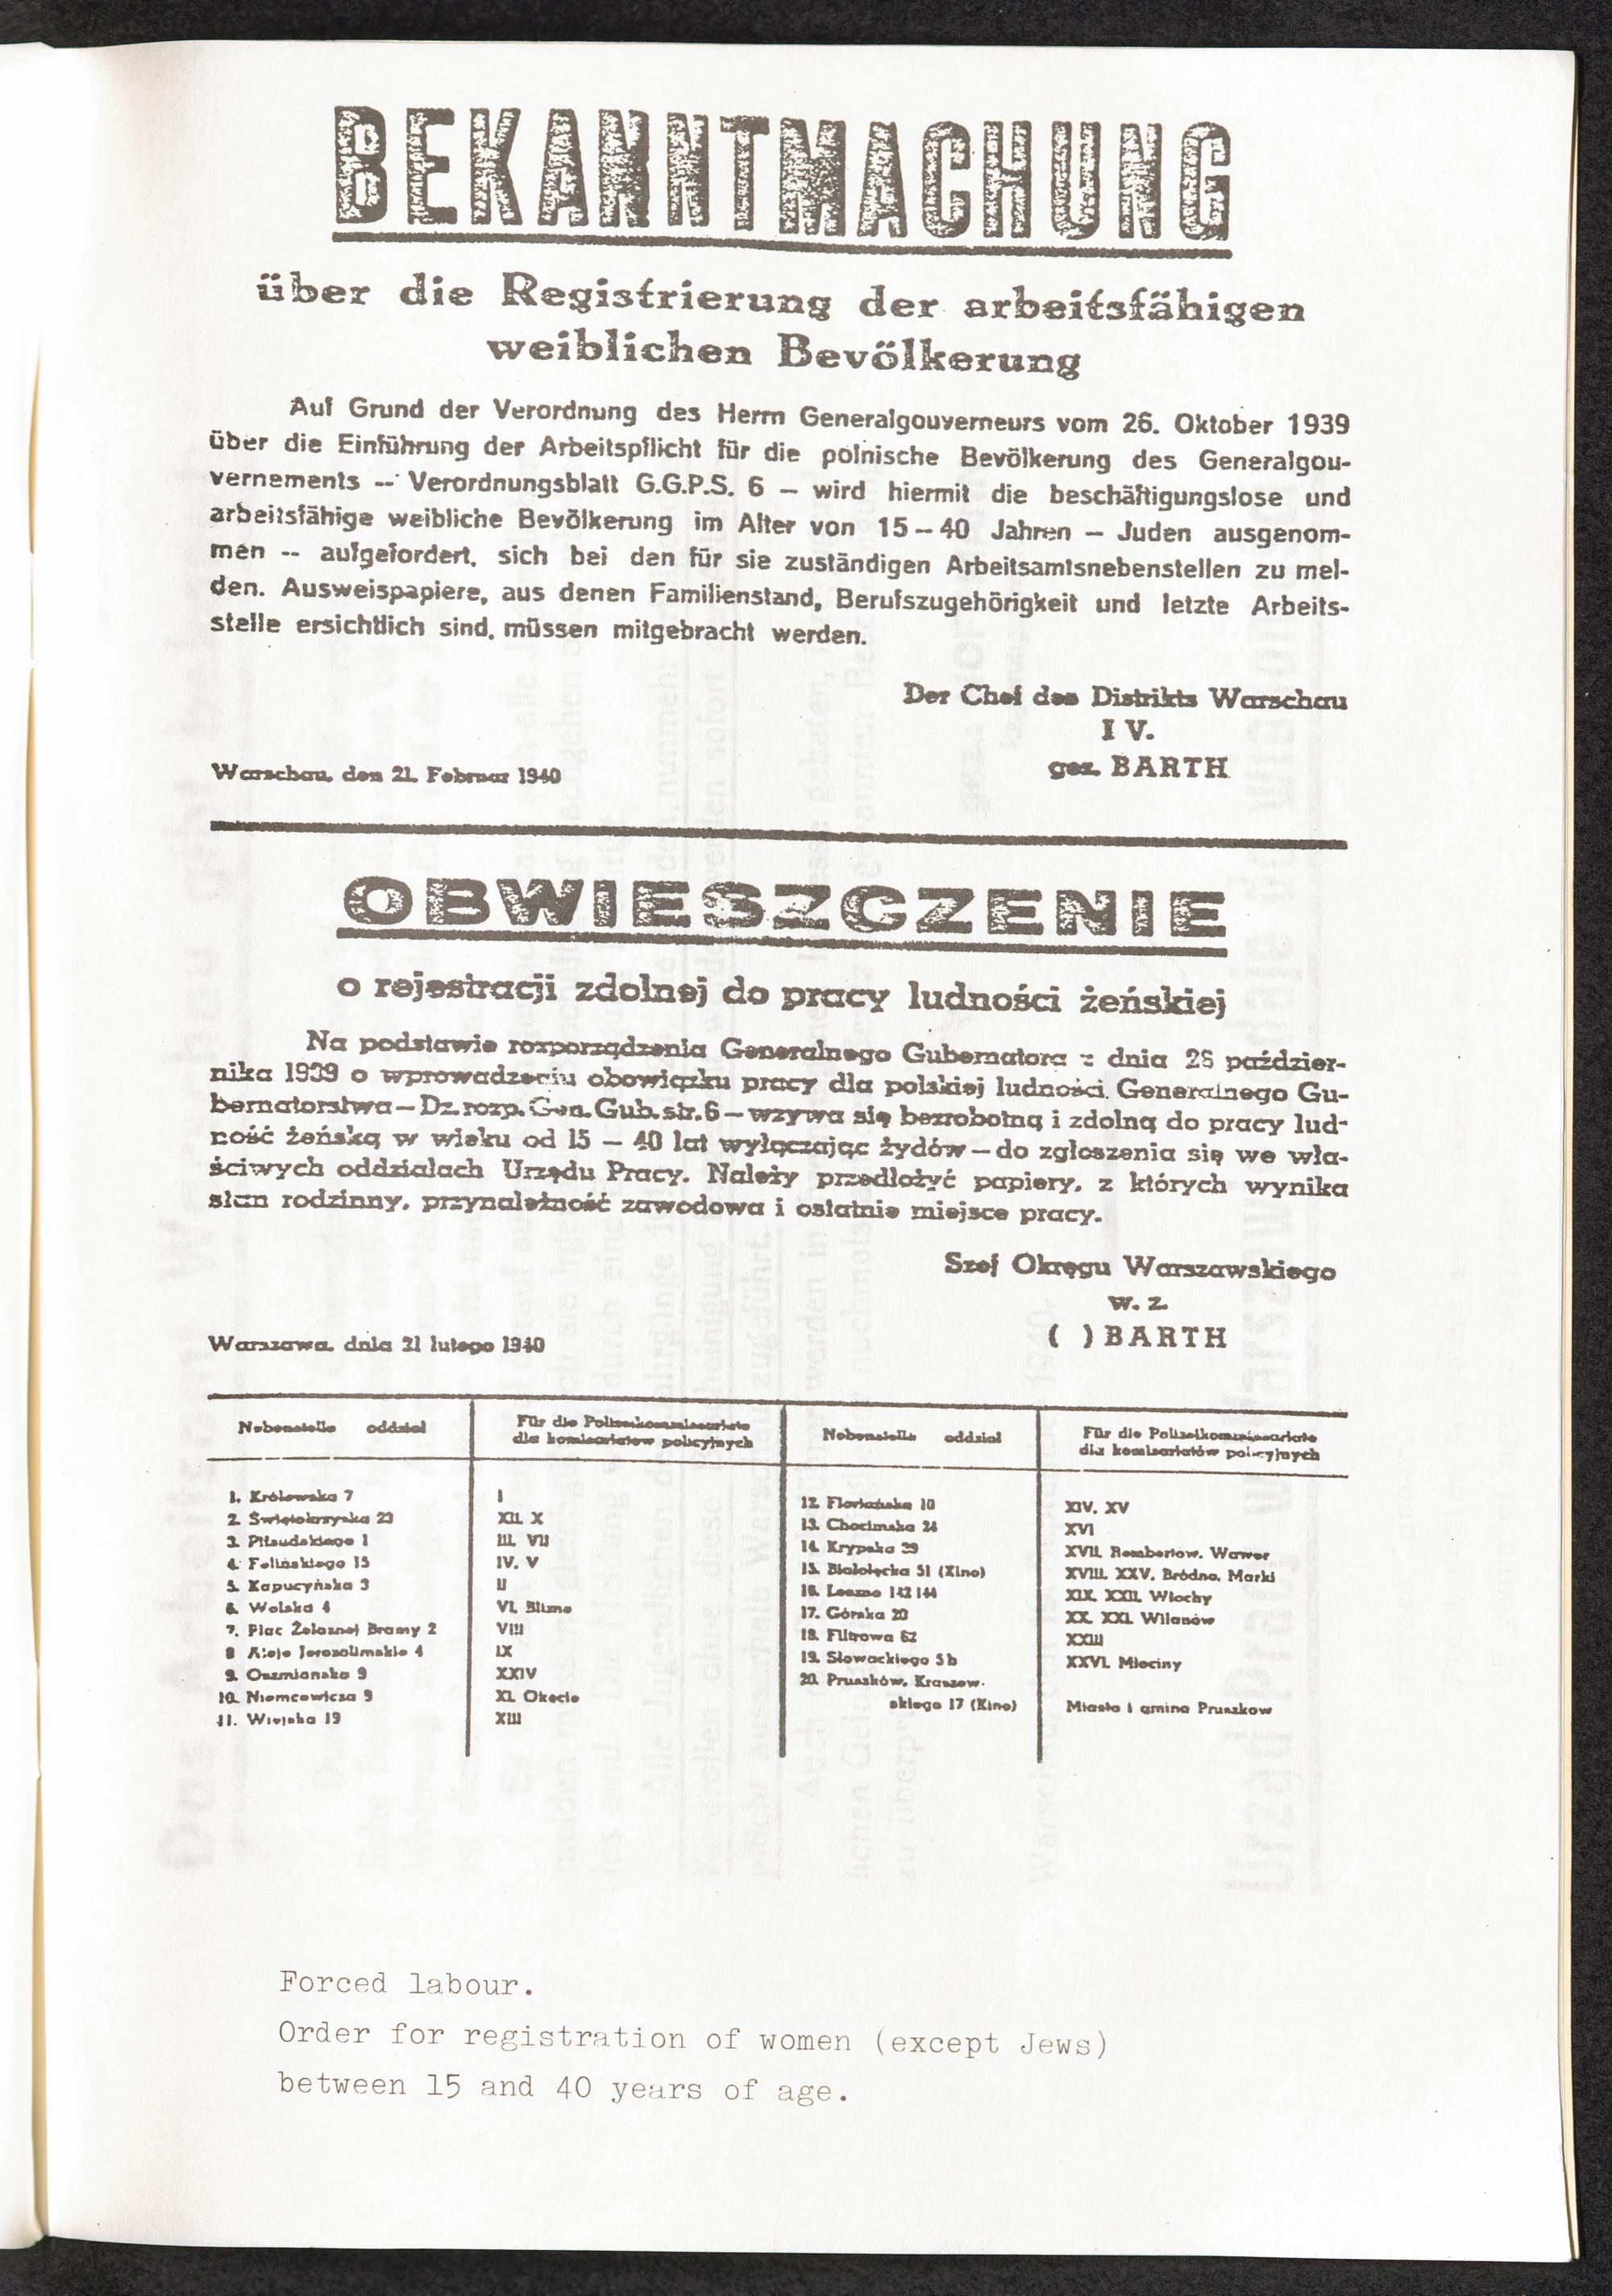 BEKANNTMACHUNG
über die Registrierung der arbeitsfähigen
weiblichen Bevölkerung
Auf Grund der Verordnung des Herrn Generalgouverneurs vom 26. Oktober 1939
über die Einführung der Arbeitspflicht für die polnische Bevölkerung des Generalgou-
vernements -- Verordnungsblatt G.G.P.S. 6 – wird hiermit die beschäftigungslose und
arbeitsfähige weibliche Bevölkerung im Alter von 15 – 40 Jahren – Juden ausgenom-
men -- aufgefordert, sich bei den für sie zuständigen Arbeitsamtsnebenstellen zu mel-
den. Ausweispapiere, aus denen Familienstand, Berufszugehörigkeit und letzte Arbeits-
stelle ersichtlich sind, müssen mitgebracht werden.
Der Chef des Distrikts Warschau
I V.
gez. BARTH
Warschau, den 21. Februar 1940
OBWIESZCZENIE
o rejestracji zdolnej do pracy ludności żeńskiej
Na podstawie rozporządzenia Generalnego Gubernatora z dnia 26 paździer-
nika 1939 o wprowadzeniu obowiązku pracy dla polskiej ludności Generalnego Gu-
bernatorstwa – Dz. rozp. Gen. Gub. str. 6 – wzywa się bezrobotną i zdolną do pracy lud-
ność żeńską w wieku od 15 – 40 lat wyłączając żydów – do zgłoszenia się we wła-
ściwych oddziałach Urzędu Pracy. Należy przedłożyć papiery, z których wynika
stan rodzinny, przynależność zawodowa i ostatnie miejsce pracy.
Szef Okręgu Warszawskiego
w. z.
( ) BARTH
Warszawa, dnia 21 lutego 1940
Nebenstelle oddział
Für die Polizeikommissariate
dla komisariatów policyjnych
Nebenstelle oddział
Für die Polizeikommissariate
dla komisariatów policyjnych
1. Królewska 7 I
2. Świętokrzyska 23 XII, X
3. Piłsudskiego 1 III, VII
4. Felińskiego 15 IV, V
5. Kapucyńska 3 II
6. Wolska 4 VI, Blizne
7. Plac Żelaznej Bramy 2 VIII
8 Aleje Jerozolimskie 4 IX
9. Oszmiańska 9 XXIV
10. Niemcewicza 9 XI, Okęcie
11. Wiejska 19 XIII
12. Floriańska 10 XIV, XV
13. Chocimska 24 XVI
14. Krypska 39 XVII, Rembertow, Wawer
15. Białołęcka 51 (Kino) XVIII, XXV, Bródno, Marki
16. Leszno 142 144 XIX, XXII, Włochy
17. Górska 20 XX, XXI, Wilanów
18. Filtrowa 62 XXIII
19. Słowackiego 5 b XXVI, Młociny
20. Pruszków, Kraszew-
skiego 17 (Kino) Miasto i gmina Pruszkow
Forced labour.
Order for registration of women (except Jews)
between 15 and 40 years of age.